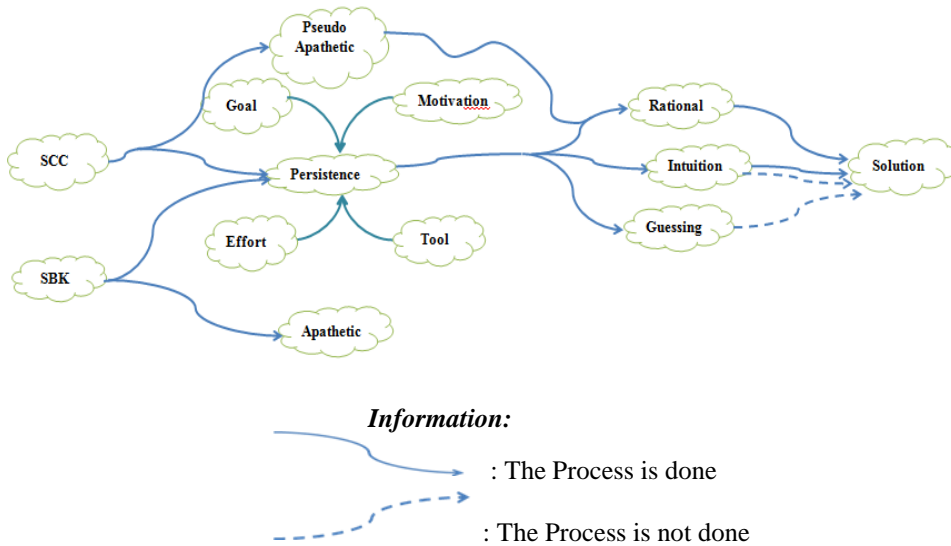 Pseudo
Apathetic
Goal
Motivation
Rational
SCC
Persistence
Intuition
Solution
Guessing
Effort
Tool
SBK
Apathetic
Information:
: The Process is done
: The Process is not done